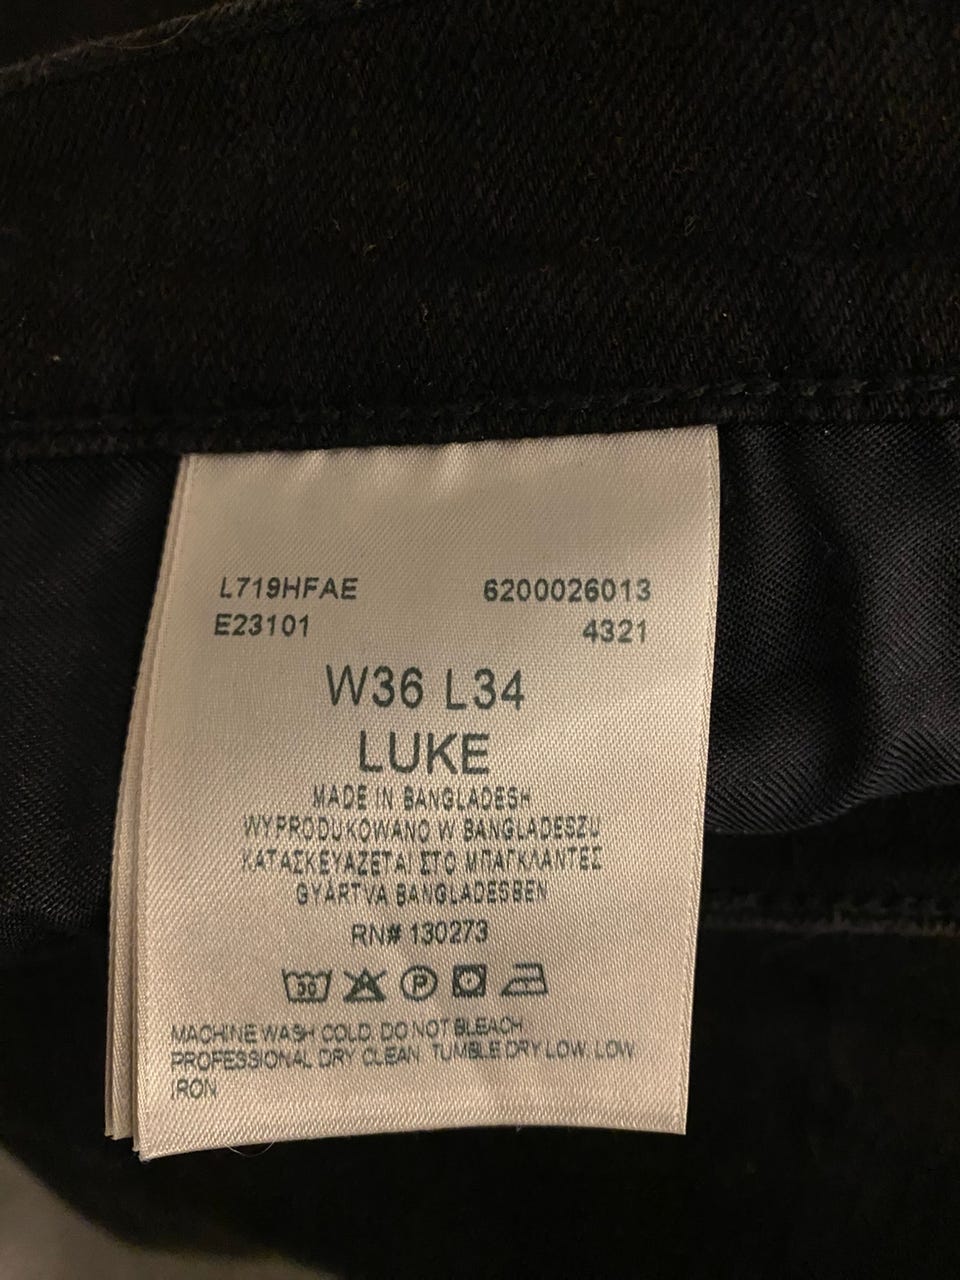 L719HFAE 6200026013
E23101 4321
W36 L34
LUKE
MADE IN BANGLADESH
WYPRODUKOWANO W BANGLADESZU
ΚΑΤΑΣΚΕΥΑΖΕΤΑΙ ΣΤΟ ΜΠΑΓΚΛΑΝΤΕΣ
GYÁRTVA BANGLADESBEN
RN# 130273
30 P
MACHINE WASH COLD. DO NOT BLEACH
PROFESSIONAL DRY CLEAN. TUMBLE DRY LOW. LOW
IRON